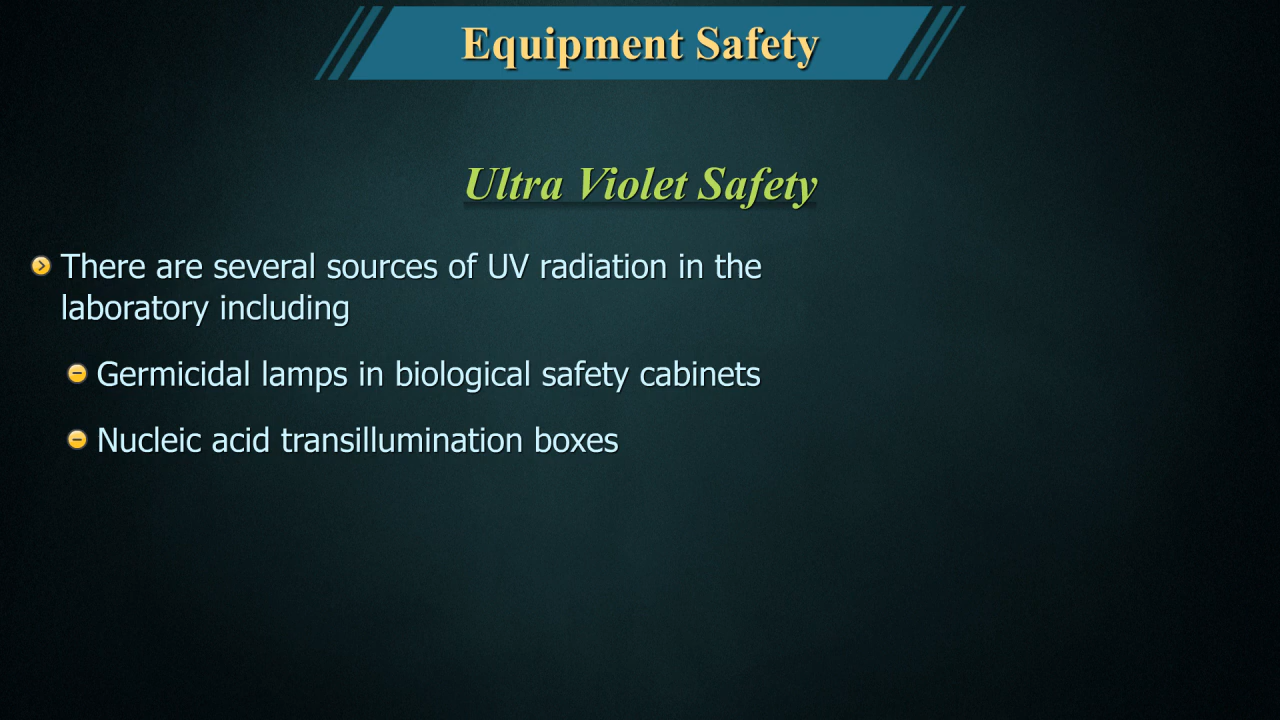 Equipment Safety
Ultra Violet Safety
There are several sources of UV radiation in the
laboratory including
Germicidal lamps in biological safety cabinets
Nucleic acid transillumination boxes